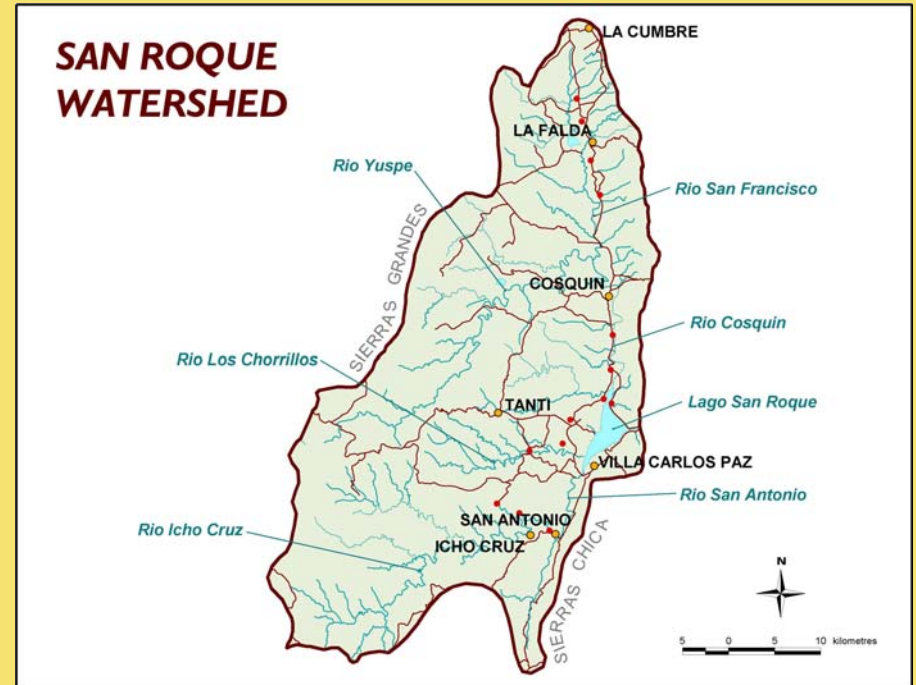 SAN ROQUE
WATERSHED
LA CUMBRE
LA FALDA
Rio Yuspe
Rio San Francisco
SIERRAS GRANDES
COSQUIN
Rio Cosquin
Rio Los Chorrillos
TANTI
Lago San Roque
VILLA CARLOS PAZ
Rio San Antonio
SAN ANTONIO
Rio Icho Cruz
ICHO CRUZ
SIERRAS CHICA
N
5 0 5 10 kilometres